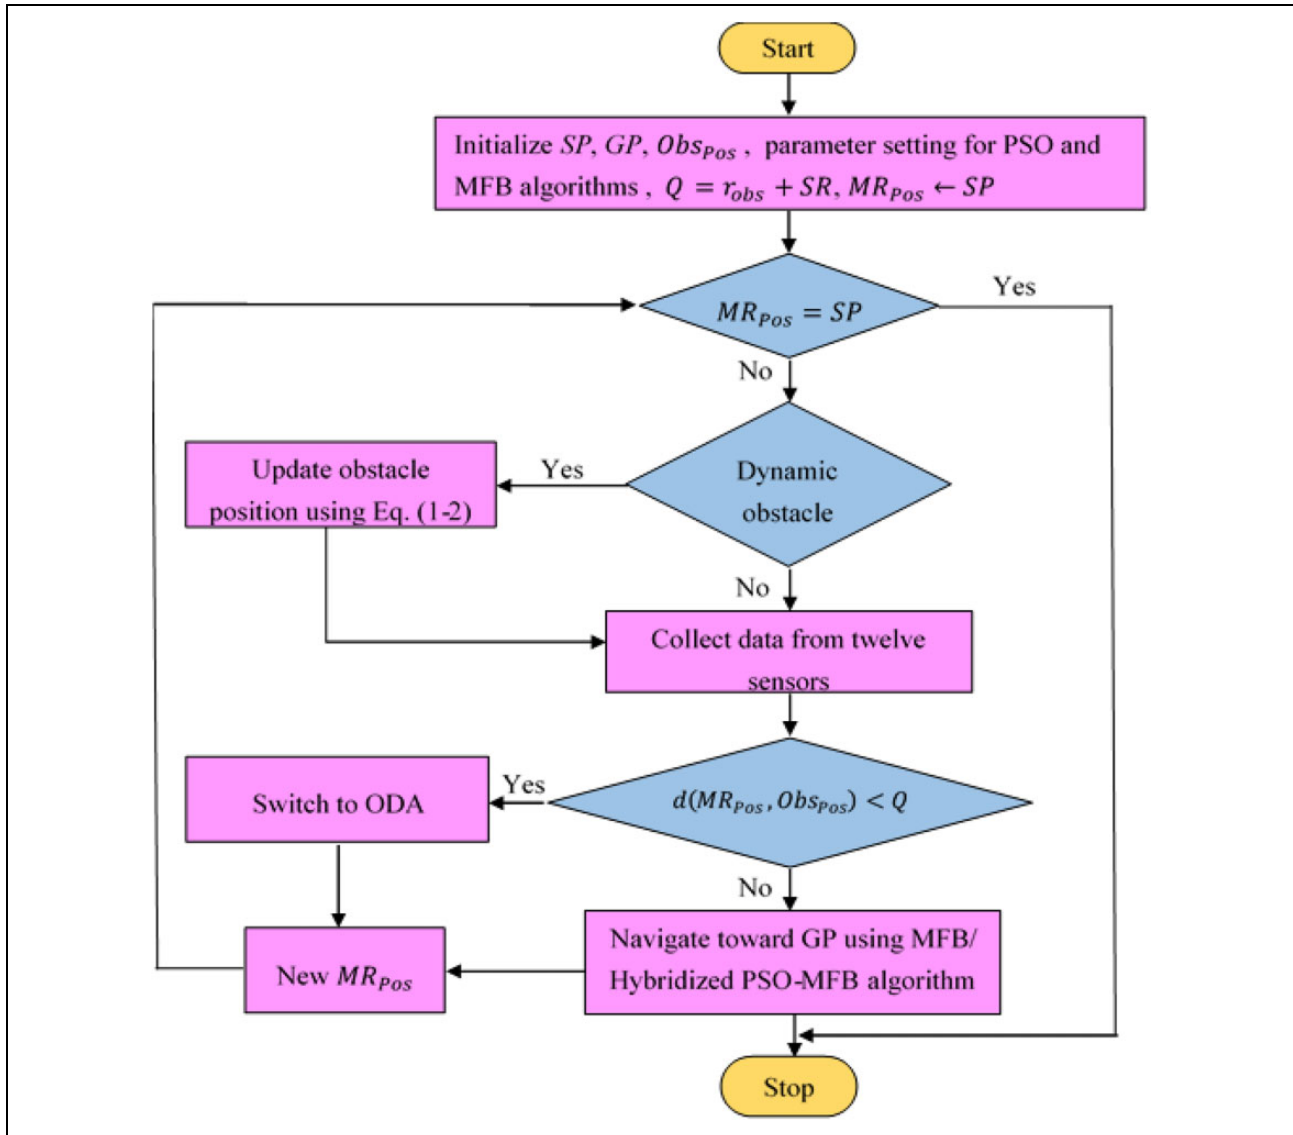 Start
Initialize SP, GP, Obs_Pos , parameter setting for PSO and
MFB algorithms , Q = r_obs + SR, MR_Pos ← SP
MR_Pos = SP
Yes
No
Dynamic
obstacle
Yes
Update obstacle
position using Eq. (1-2)
No
Collect data from twelve
sensors
d(MR_Pos, Obs_Pos) < Q
Yes
Switch to ODA
No
Navigate toward GP using MFB/
Hybridized PSO-MFB algorithm
New MR_Pos
Stop